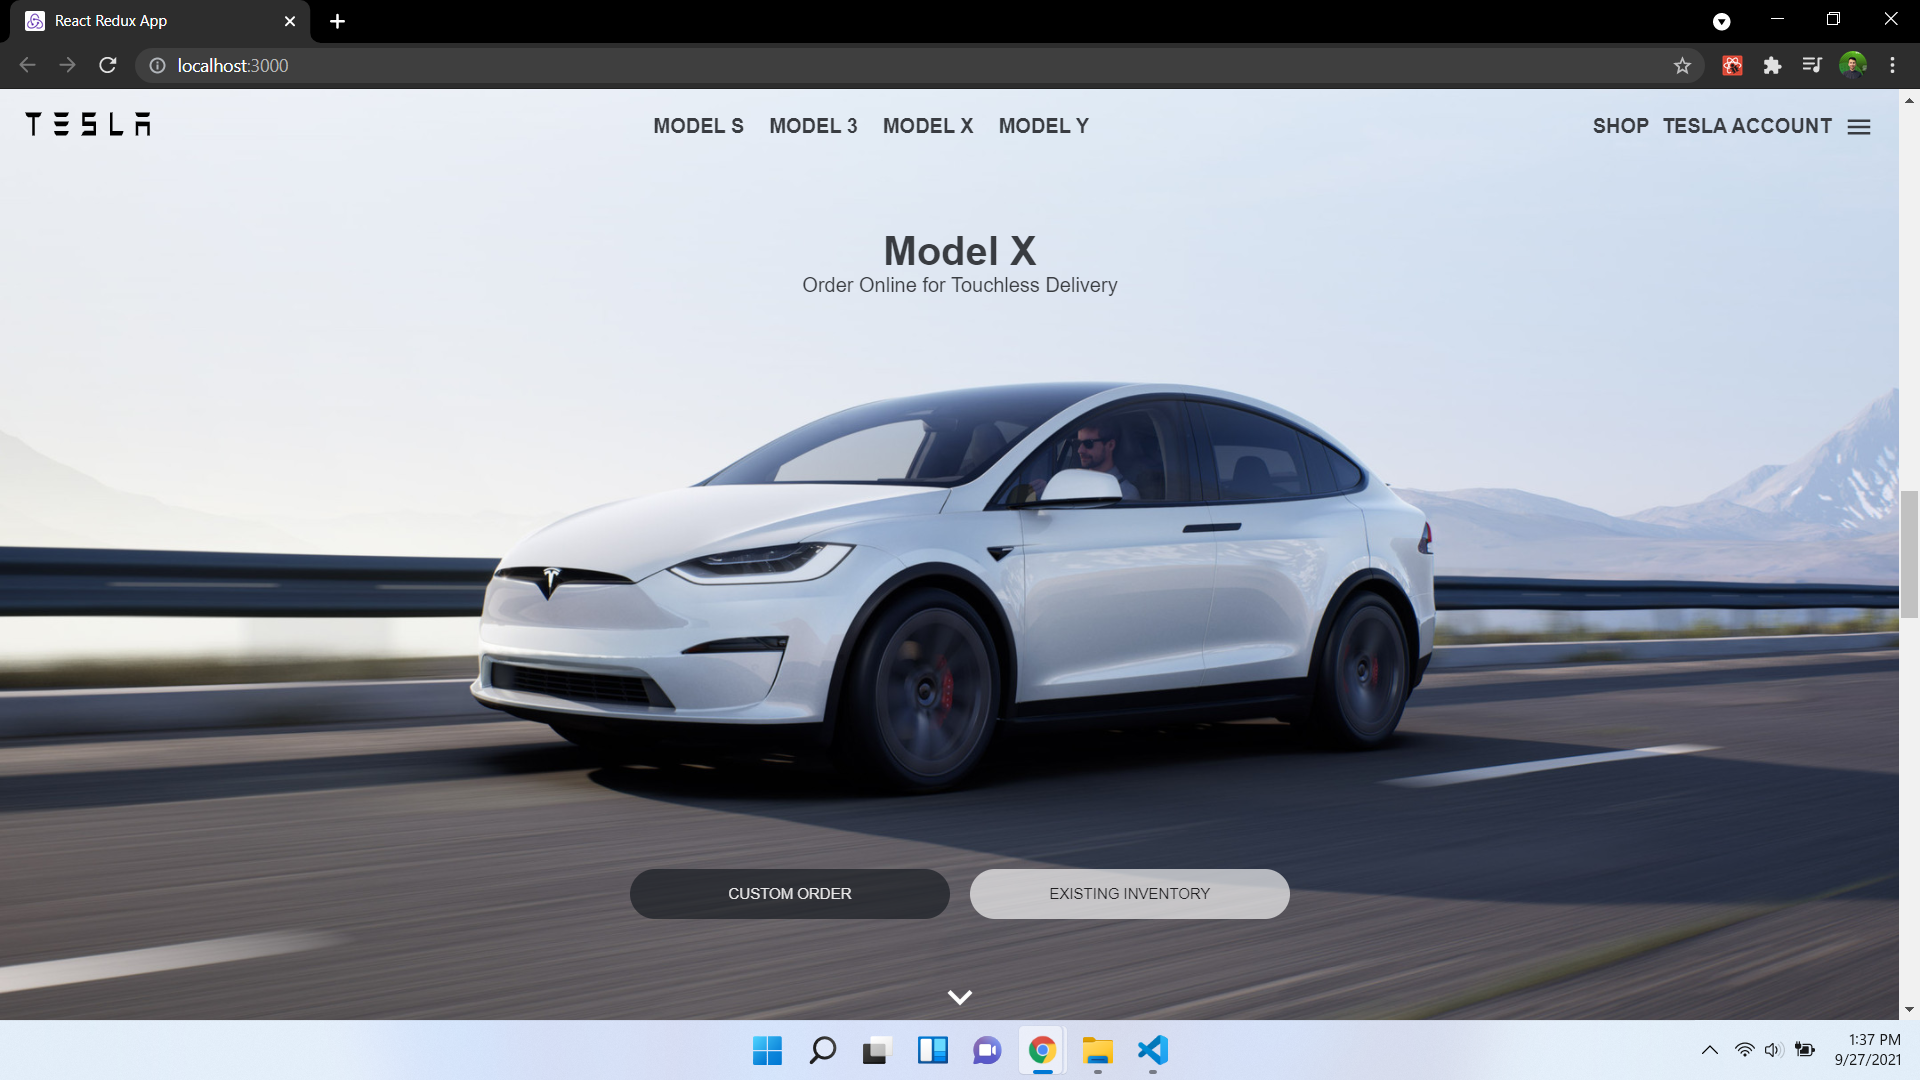 React Redux App
localhost:3000
TESLA
MODEL S MODEL 3 MODEL X MODEL Y
SHOP TESLA ACCOUNT
Model X
Order Online for Touchless Delivery
CUSTOM ORDER
EXISTING INVENTORY
1:37 PM
9/27/2021